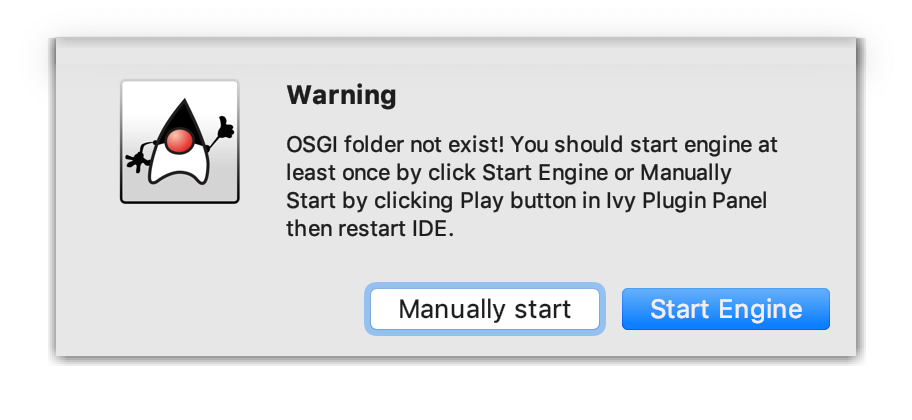 Warning
OSGI folder not exist! You should start engine at
least once by click Start Engine or Manually
Start by clicking Play button in Ivy Plugin Panel
then restart IDE.
Manually start
Start Engine